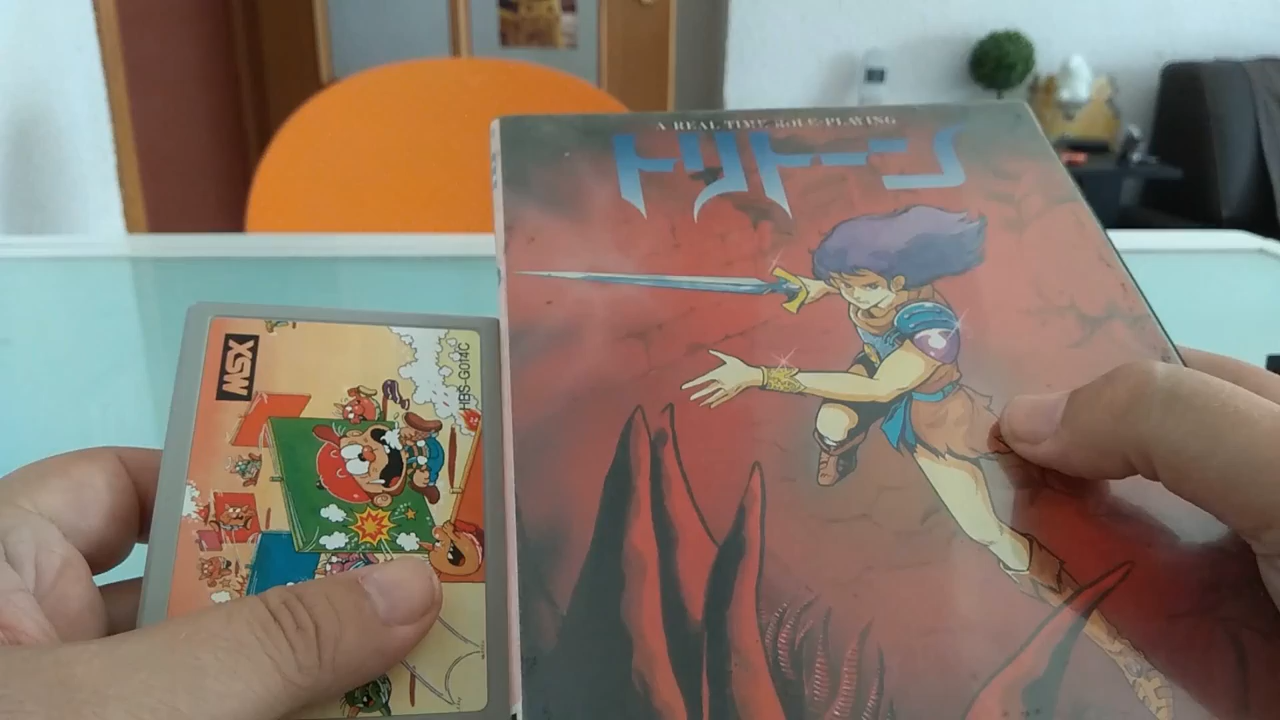 A REAL TIME ROLE-PLAYING
トリトーン
MSX
HBS-G014C